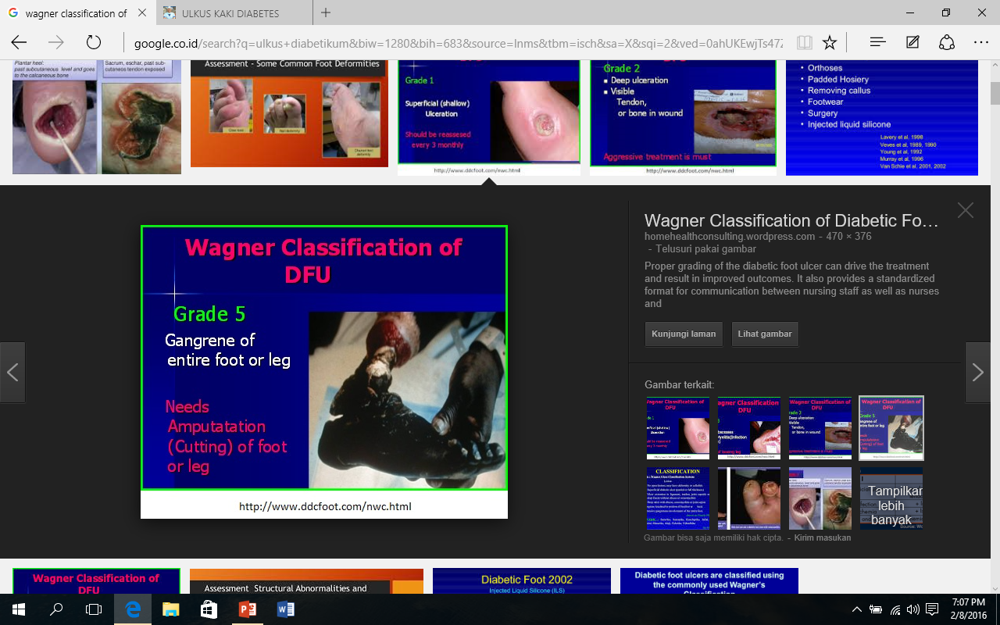 wagner classification of
ULKUS KAKI DIABETES
google.co.id/search?q=ulkus+diabetikum&biw=1280&bih=683&source=lnms&tbm=isch&sa=X&sqi=2&ved=0ahUKEwjTs47
Plantar heel:
past subcutaneous level and goes
to the calcaneous bone
Sacrum, eschar, past sub-
cutaneos tendon exposed
Assessment - Some Common Foot Deformities
Grade 1
Superficial (shallow)
Ulceration
Should be reassesed
every 3 monthly
http://www.ddcfoot.com/nwc.html
Grade 2
Deep ulceration
Visible
Tendon,
or bone in wound
Aggressive treatment is must
http://www.ddcfoot.com/nwc.html
• Orthoses
• Padded Hosiery
• Removing callus
• Footwear
• Surgery
• Injected liquid silicone
Lavery et al, 1998
Veves et al, 1989, 1990
Young et al, 1992
Murray et al, 1996
Van Schie et al, 2001, 2002
Wagner Classification of
DFU
Grade 5
Gangrene of
entire foot or leg
Needs
Amputatation
(Cutting) of foot
or leg
http://www.ddcfoot.com/nwc.html
Wagner Classification of Diabetic Fo...
homehealthconsulting.wordpress.com - 470 × 376
- Telusuri pakai gambar
Proper grading of the diabetic foot ulcer can drive the treatment
and result in improved outcomes. It also provides a standardized
format for communication between nursing staff as well as nurses
and
Kunjungi laman
Lihat gambar
Gambar terkait:
CLASSIFICATION
Tampilkan
lebih
banyak
Gambar bisa saja memiliki hak cipta. - Kirim masukan
Wagner Classification of
DFU
Assessment Structural Abnormalities and
Diabetic Foot 2002
Injected Liquid Silicone (ILS)
Diabetic foot ulcers are classified using
the commonly used Wagner's
7:07 PM
2/8/2016